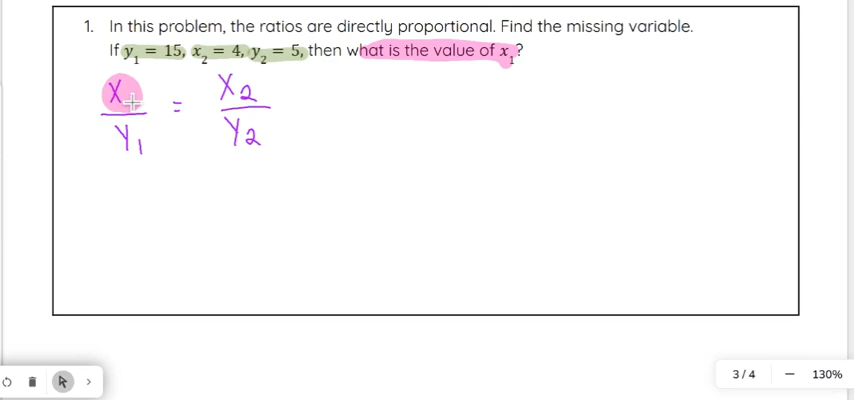 1. In this problem, the ratios are directly proportional. Find the missing variable.
If y₁ = 15, x₂ = 4, y₂ = 5, then what is the value of x₁?
X = X₂
Y₁ Y₂
3 / 4 − 130%